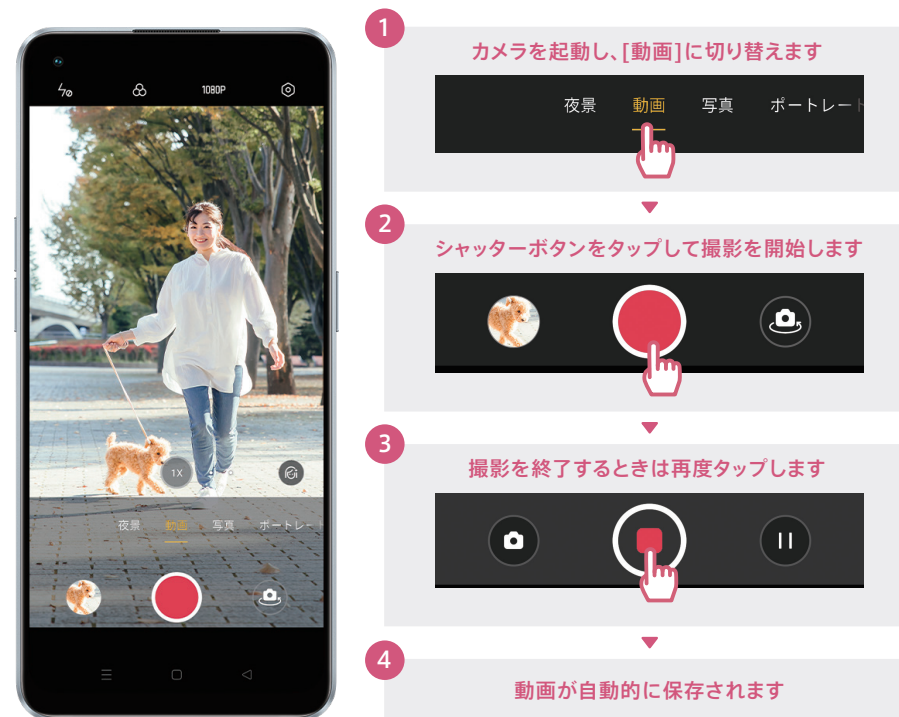 1080P
1X
夜景 動画 写真 ポートレート
1
カメラを起動し、[動画]に切り替えます
夜景 動画 写真 ポートレート
2
シャッターボタンをタップして撮影を開始します
3
撮影を終了するときは再度タップします
4
動画が自動的に保存されます